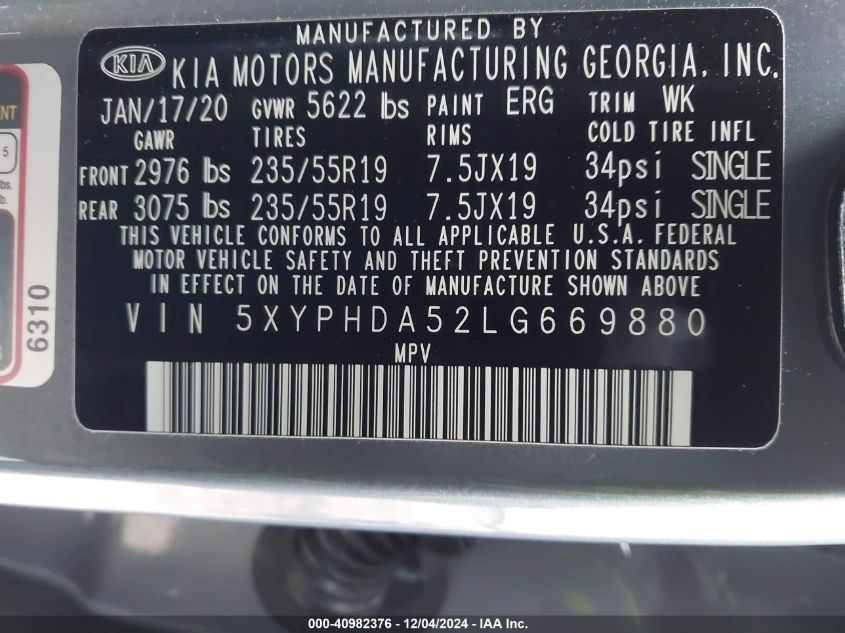 MANUFACTURED BY
KIA KIA MOTORS MANUFACTURING GEORGIA, INC.
JAN/17/20 GVWR 5622 lbs PAINT ERG TRIM WK
GAWR TIRES RIMS COLD TIRE INFL
FRONT 2976 lbs 235/55R19 7.5JX19 34psi SINGLE
REAR 3075 lbs 235/55R19 7.5JX19 34psi SINGLE
THIS VEHICLE CONFORMS TO ALL APPLICABLE U.S.A. FEDERAL
MOTOR VEHICLE SAFETY AND THEFT PREVENTION STANDARDS
IN EFFECT ON THE DATE OF MANUFACTURE SHOWN ABOVE
VIN 5XYPHDA52LG669880
MPV
6310
5
000-40982376 - 12/04/2024 - IAA Inc.